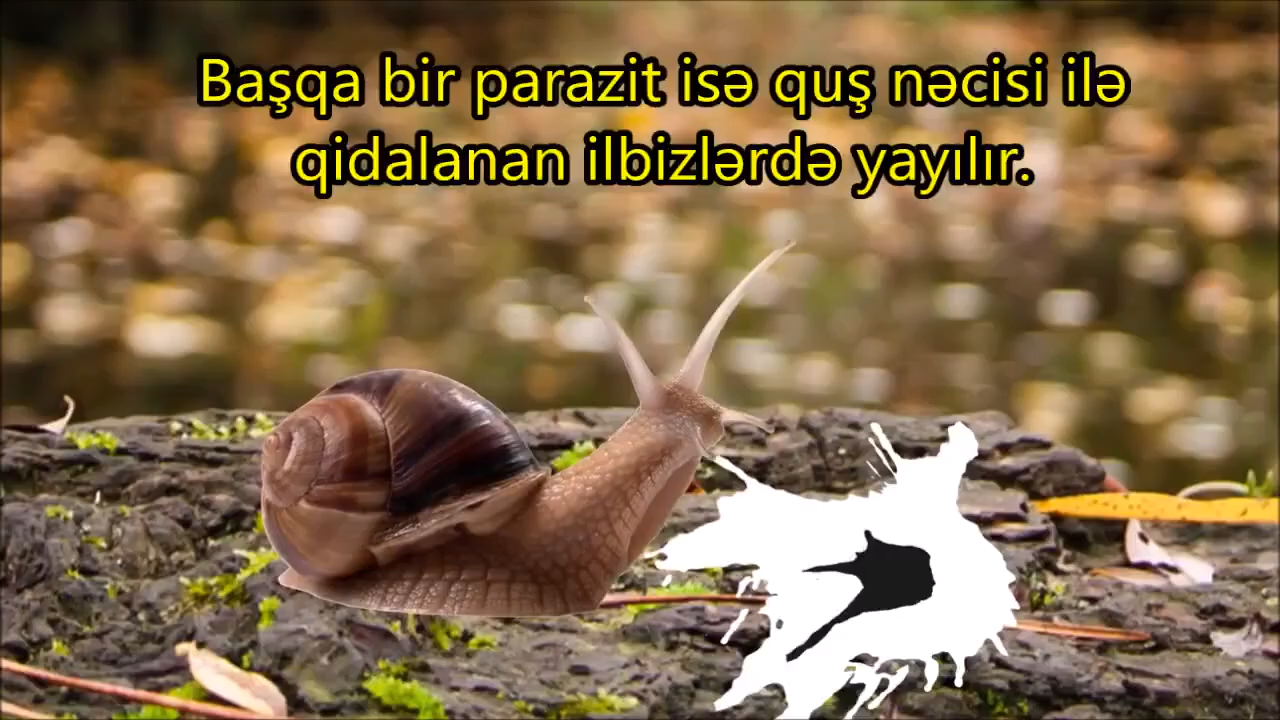 Başqa bir parazit isə quş nəcisi ilə
qidalanan ilbizlərdə yayılır.